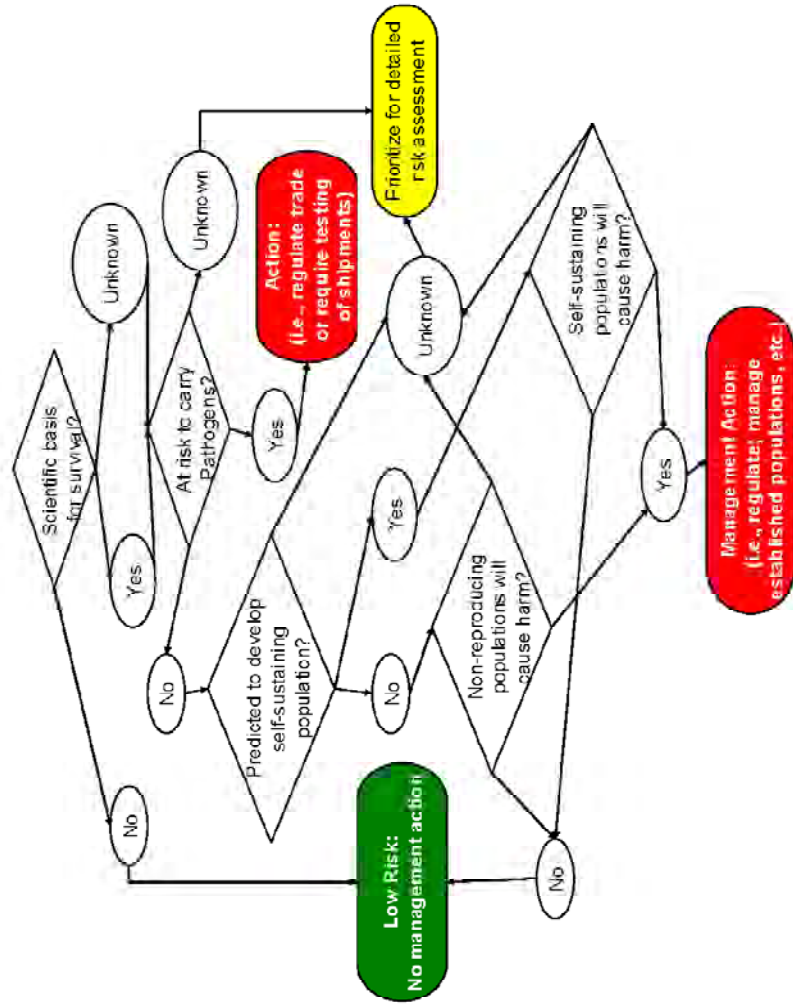 Scientific basis
for survival?
No
Yes
Unknown
At risk to carry
Pathogens?
No
Yes
Unknown
Action:
(i.e., regulate trade
or require testing
of shipments)
Predicted to develop
self-sustaining
population?
No
Yes
Unknown
Prioritize for detailed
risk assessment
Low Risk:
No management action
Non-reproducing
populations will
cause harm?
Self-sustaining
populations will
cause harm?
No
Yes
Management Action:
(i.e., regulate; manage
established populations, etc.)